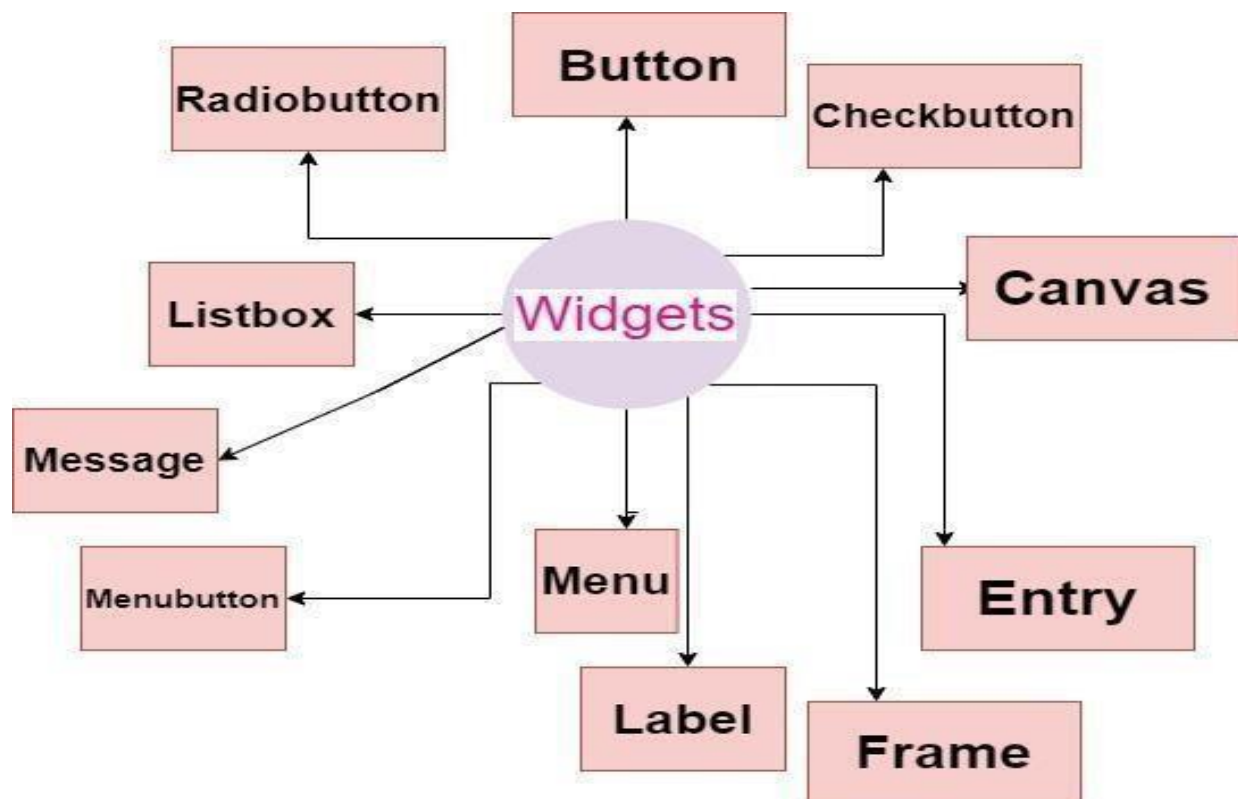 Button
Radiobutton
Checkbutton
Canvas
Listbox
Widgets
Message
Menubutton
Menu
Entry
Label
Frame